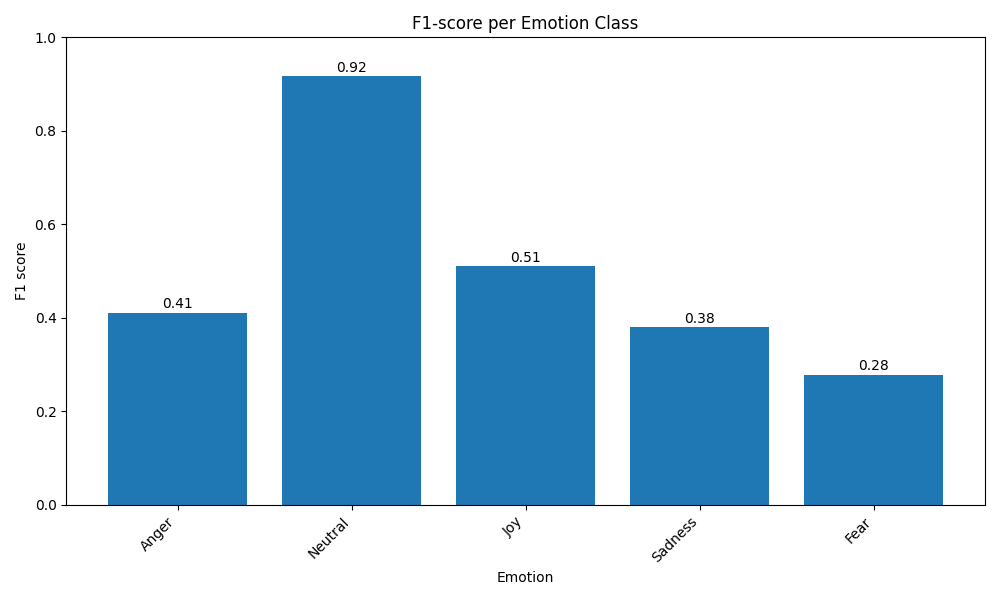 F1-score per Emotion Class
1.0
0.8
0.6
0.4
0.2
0.0
F1 score
0.41
0.92
0.51
0.38
0.28
Anger
Neutral
Joy
Sadness
Fear
Emotion